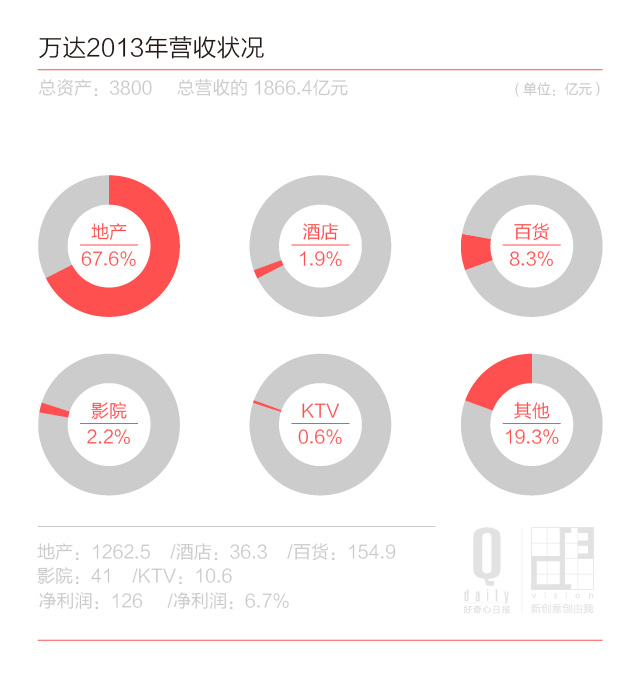 万达2013年营收状况
总资产：3800 总营收的 1866.4亿元 （单位：亿元）
地产 酒店 百货
67.6% 1.9% 8.3%
影院 KTV 其他
2.2% 0.6% 19.3%
地产：1262.5 /酒店：36.3 /百货：154.9
影院：41 /KTV：10.6
净利润：126 /净利润：6.7%
Q
daily
好奇心日报
vision
新创意创由我